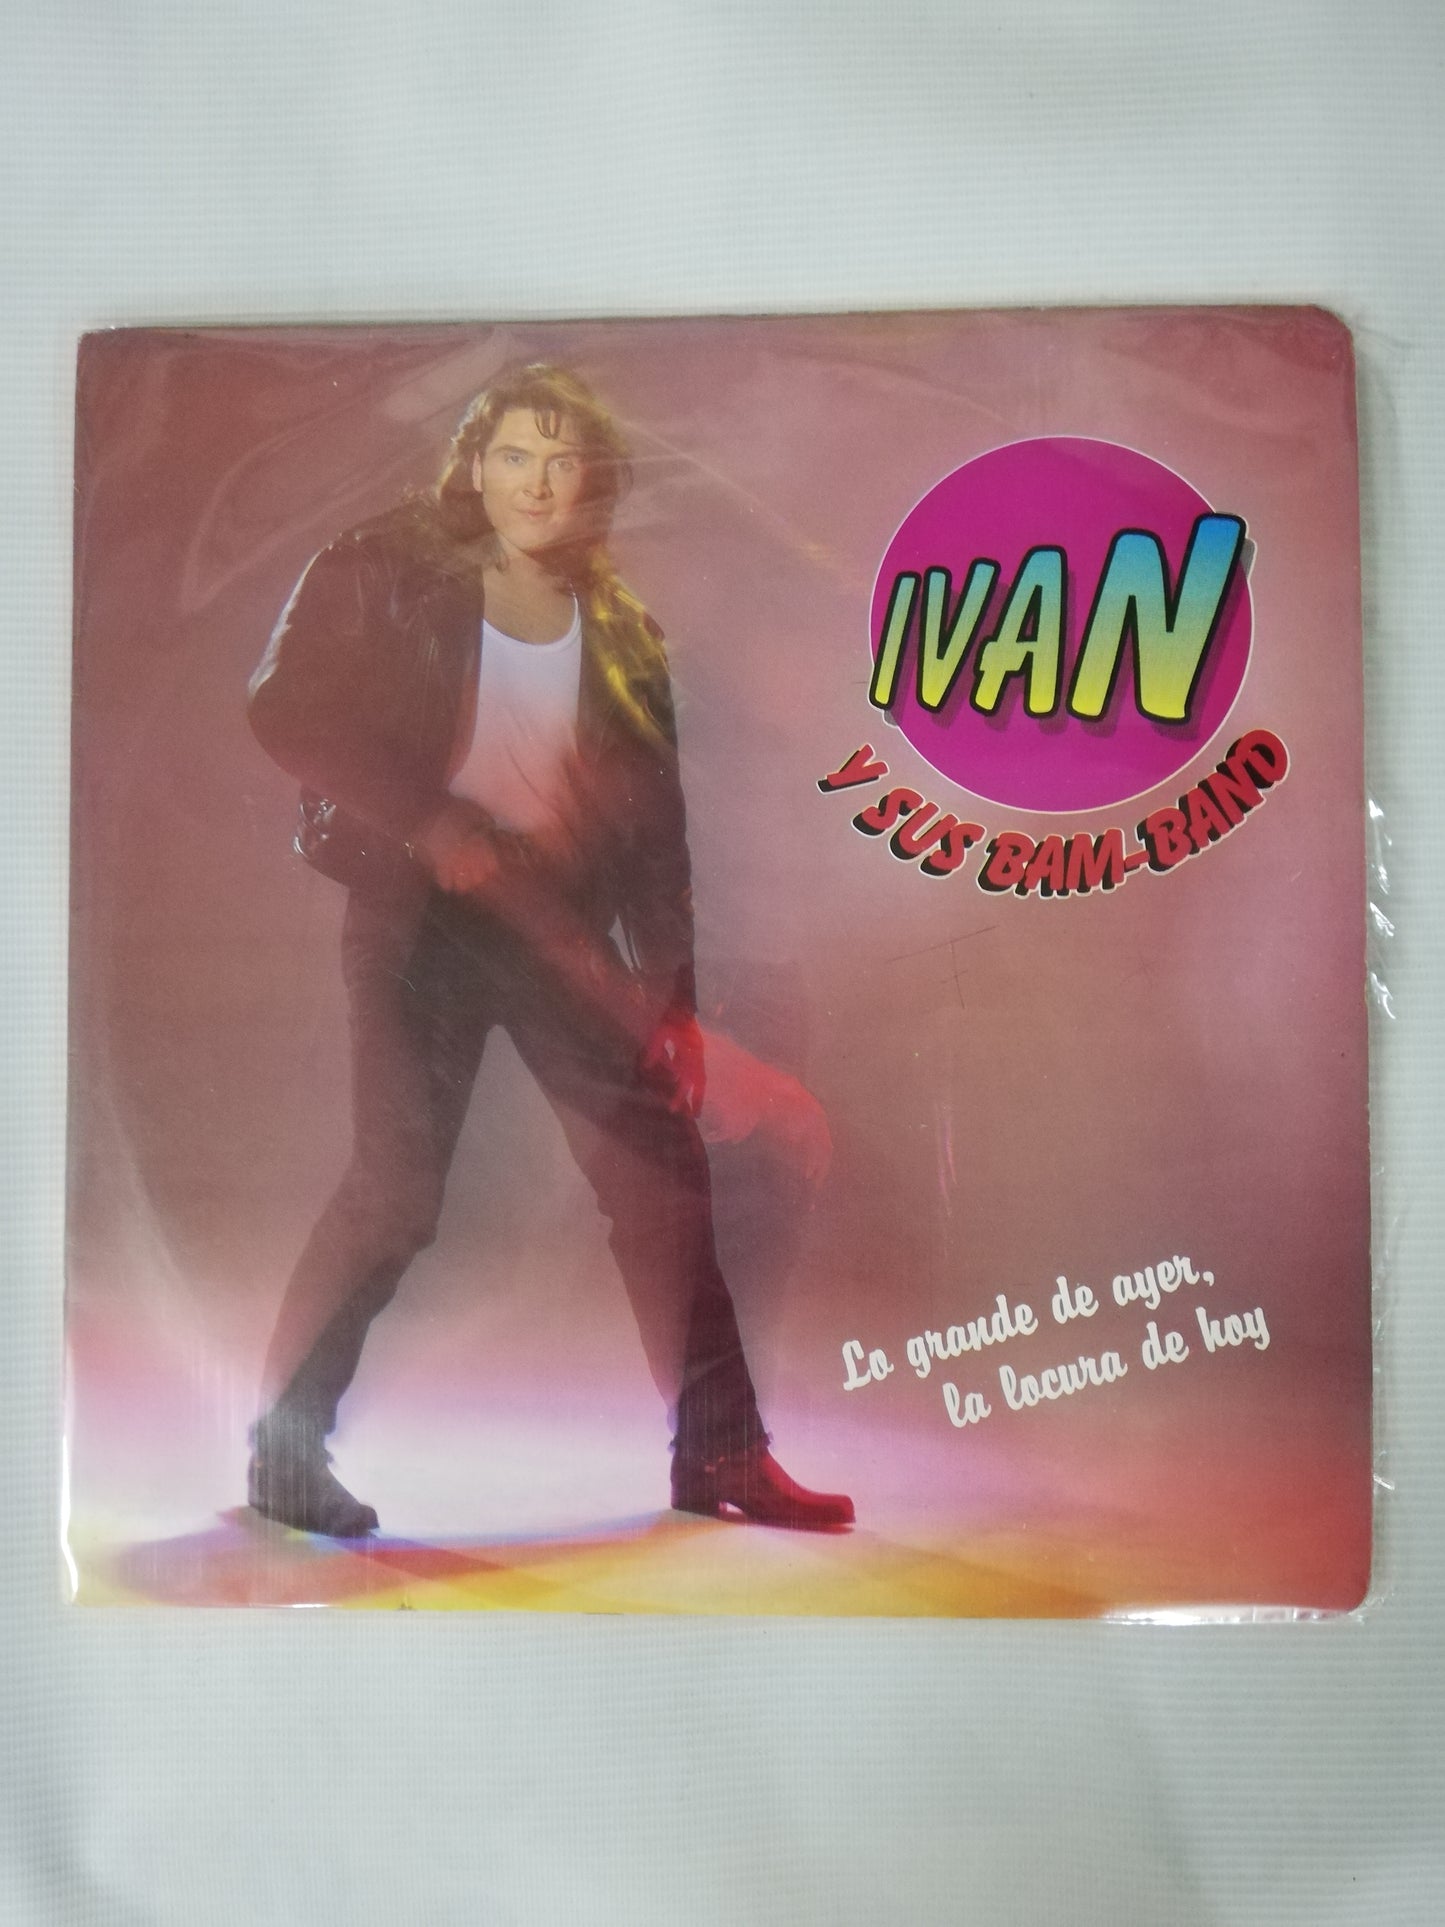 IVAN
Y SUS BAM-BAND
Lo grande de ayer,
la locura de hoy